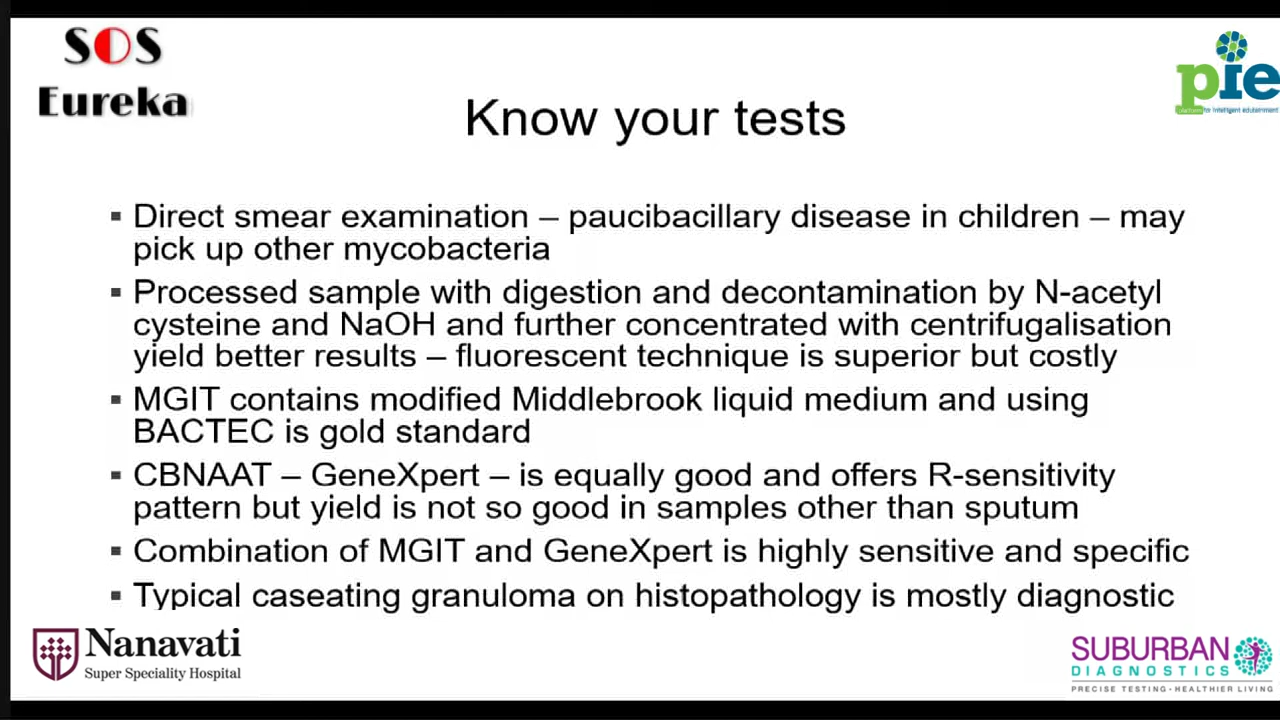 SOS
Eureka
pie
Know your tests
▪ Direct smear examination – paucibacillary disease in children – may
pick up other mycobacteria
▪ Processed sample with digestion and decontamination by N-acetyl
cysteine and NaOH and further concentrated with centrifugalisation
yield better results – fluorescent technique is superior but costly
▪ MGIT contains modified Middlebrook liquid medium and using
BACTEC is gold standard
▪ CBNAAT – GeneXpert – is equally good and offers R-sensitivity
pattern but yield is not so good in samples other than sputum
▪ Combination of MGIT and GeneXpert is highly sensitive and specific
▪ Typical caseating granuloma on histopathology is mostly diagnostic
Nanavati
Super Speciality Hospital
SUBURBAN
DIAGNOSTICS
PRECISE TESTING • HEALTHIER LIVING